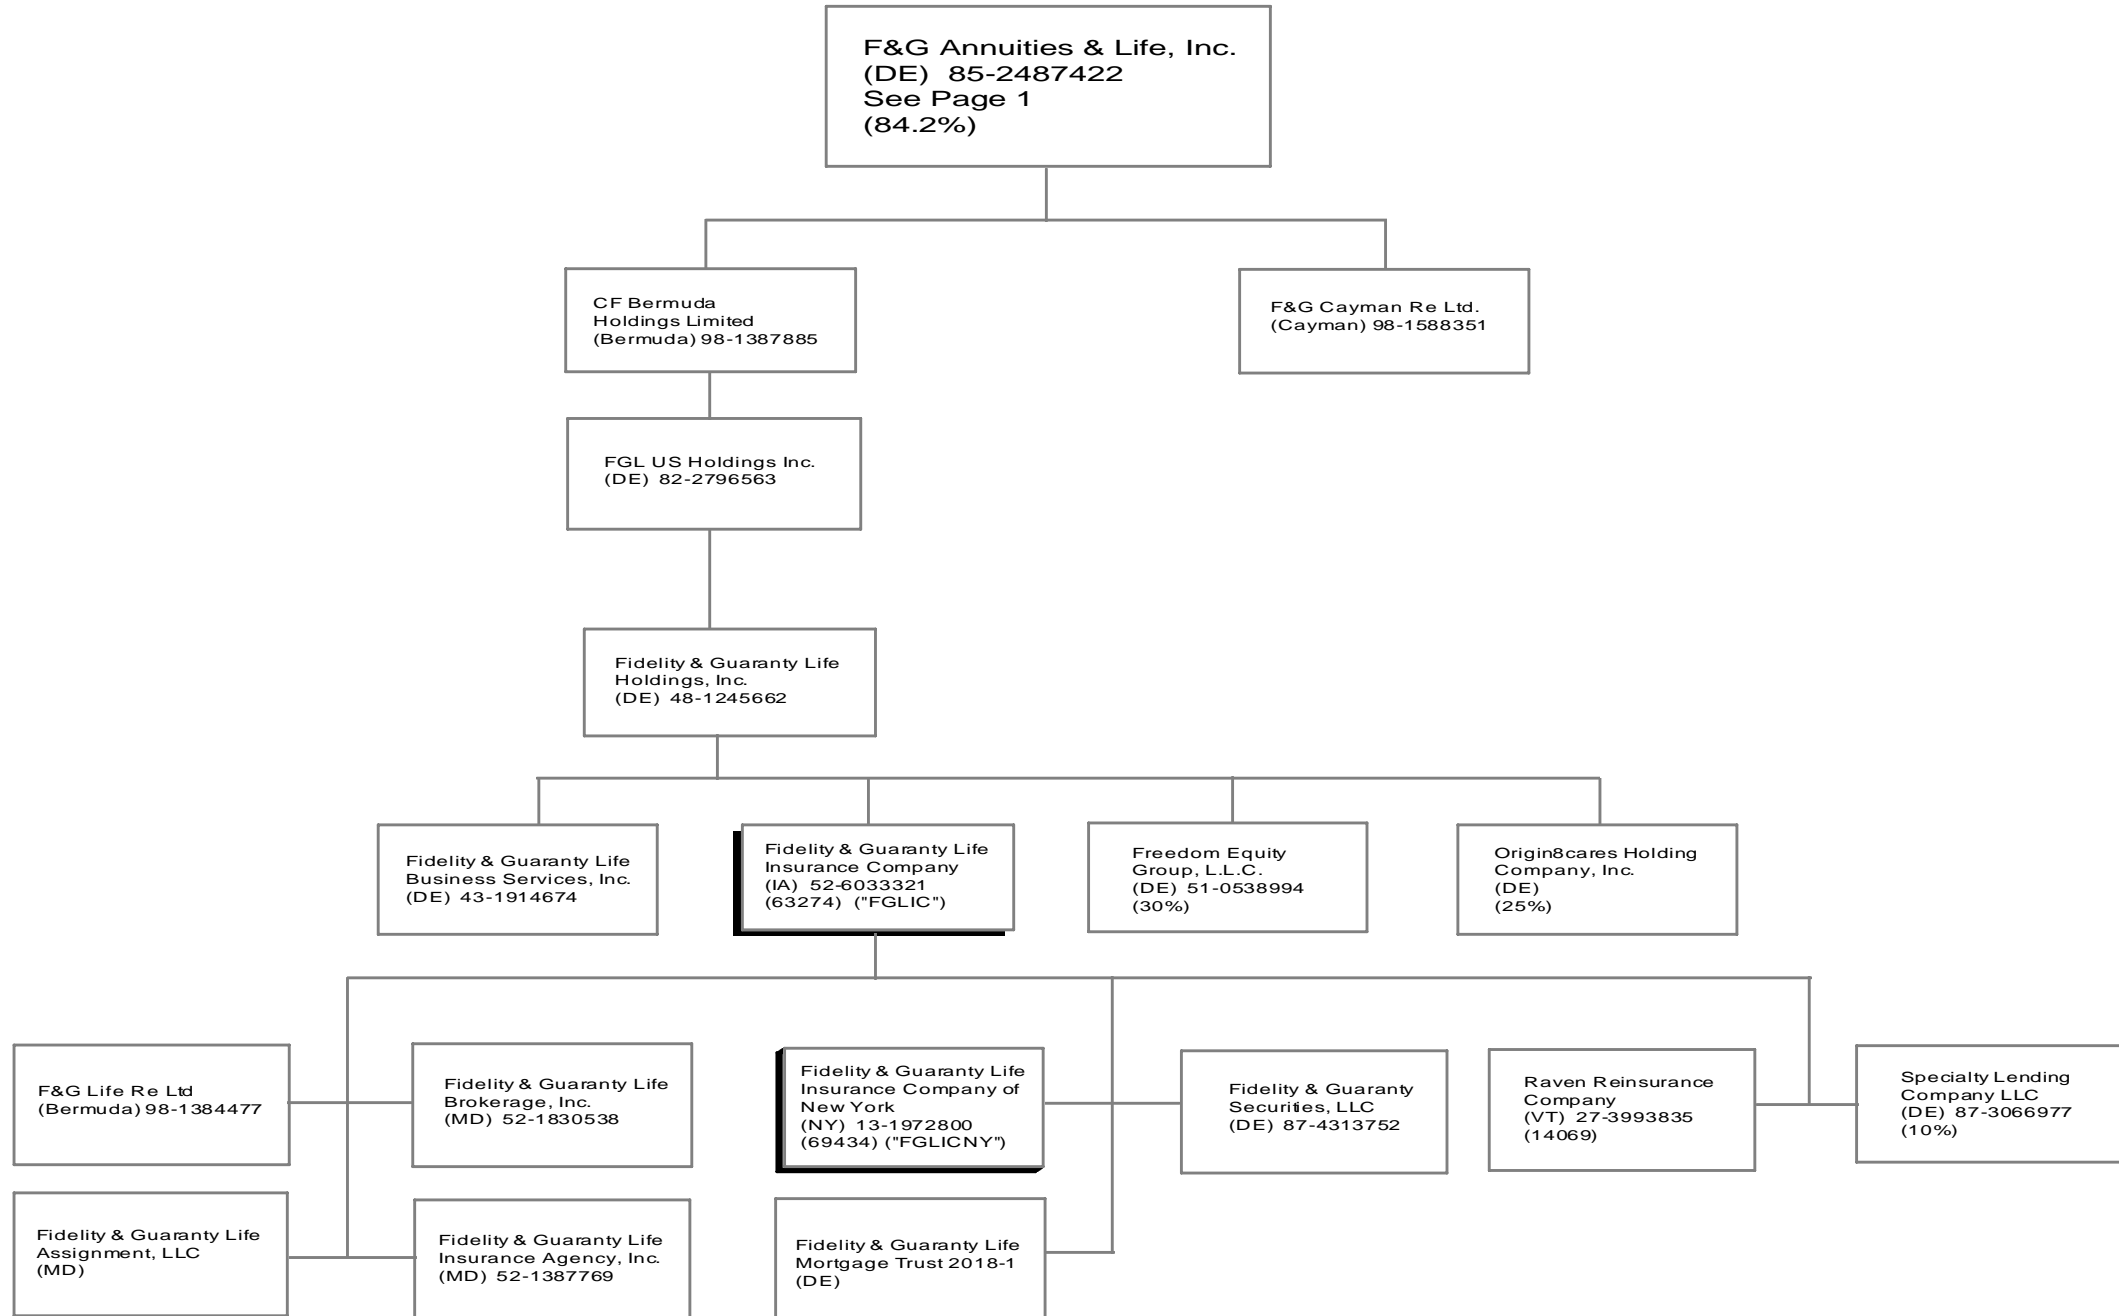 F&G Annuities & Life, Inc.
(DE) 85-2487422
See Page 1
(84.2%)
CF Bermuda
Holdings Limited
(Bermuda) 98-1387885
F&G Cayman Re Ltd.
(Cayman) 98-1588351
FGL US Holdings Inc.
(DE) 82-2796563
Fidelity & Guaranty Life
Holdings, Inc.
(DE) 48-1245662
Fidelity & Guaranty Life
Business Services, Inc.
(DE) 43-1914674
Fidelity & Guaranty Life
Insurance Company
(IA) 52-6033321
(63274) ("FGLIC")
Freedom Equity
Group, L.L.C.
(DE) 51-0538994
(30%)
Origin8cares Holding
Company, Inc.
(DE)
(25%)
F&G Life Re Ltd
(Bermuda) 98-1384477
Fidelity & Guaranty Life
Brokerage, Inc.
(MD) 52-1830538
Fidelity & Guaranty Life
Insurance Company of
New York
(NY) 13-1972800
(69434) ("FGLICNY")
Fidelity & Guaranty
Securities, LLC
(DE) 87-4313752
Raven Reinsurance
Company
(VT) 27-3993835
(14069)
Specialty Lending
Company LLC
(DE) 87-3066977
(10%)
Fidelity & Guaranty Life
Assignment, LLC
(MD)
Fidelity & Guaranty Life
Insurance Agency, Inc.
(MD) 52-1387769
Fidelity & Guaranty Life
Mortgage Trust 2018-1
(DE)